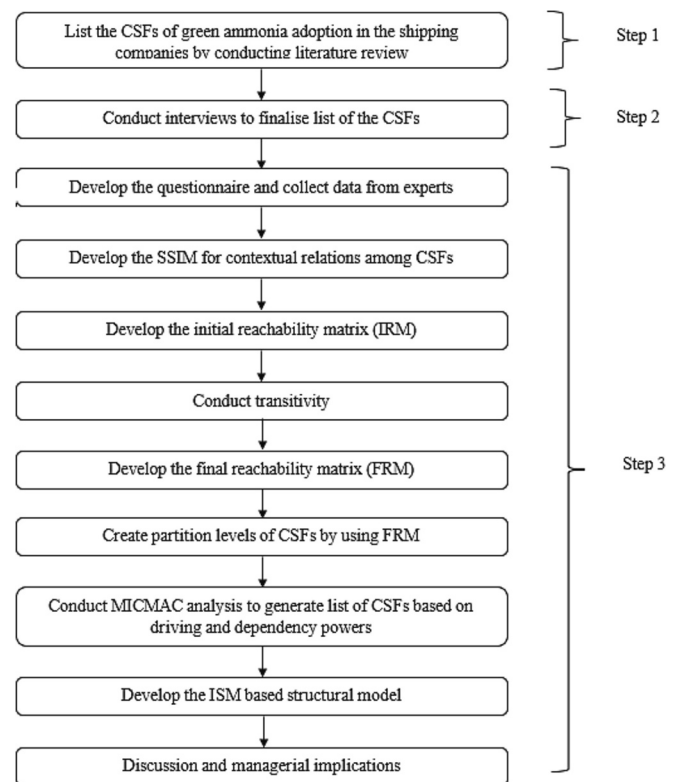 List the CSFs of green ammonia adoption in the shipping
companies by conducting literature review
Step 1
Conduct interviews to finalise list of the CSFs
Step 2
Develop the questionnaire and collect data from experts
Develop the SSIM for contextual relations among CSFs
Develop the initial reachability matrix (IRM)
Conduct transitivity
Develop the final reachability matrix (FRM)
Step 3
Create partition levels of CSFs by using FRM
Conduct MICMAC analysis to generate list of CSFs based on
driving and dependency powers
Develop the ISM based structural model
Discussion and managerial implications